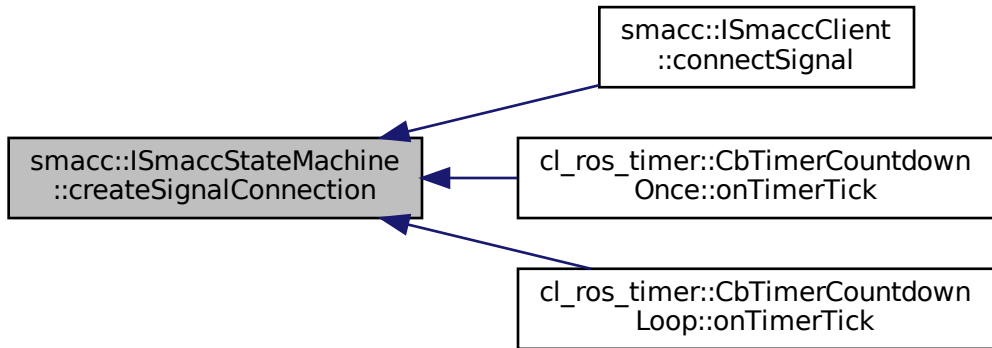 smacc::ISmaccClient
::connectSignal
smacc::ISmaccStateMachine
::createSignalConnection
cl_ros_timer::CbTimerCountdown
Once::onTimerTick
cl_ros_timer::CbTimerCountdown
Loop::onTimerTick